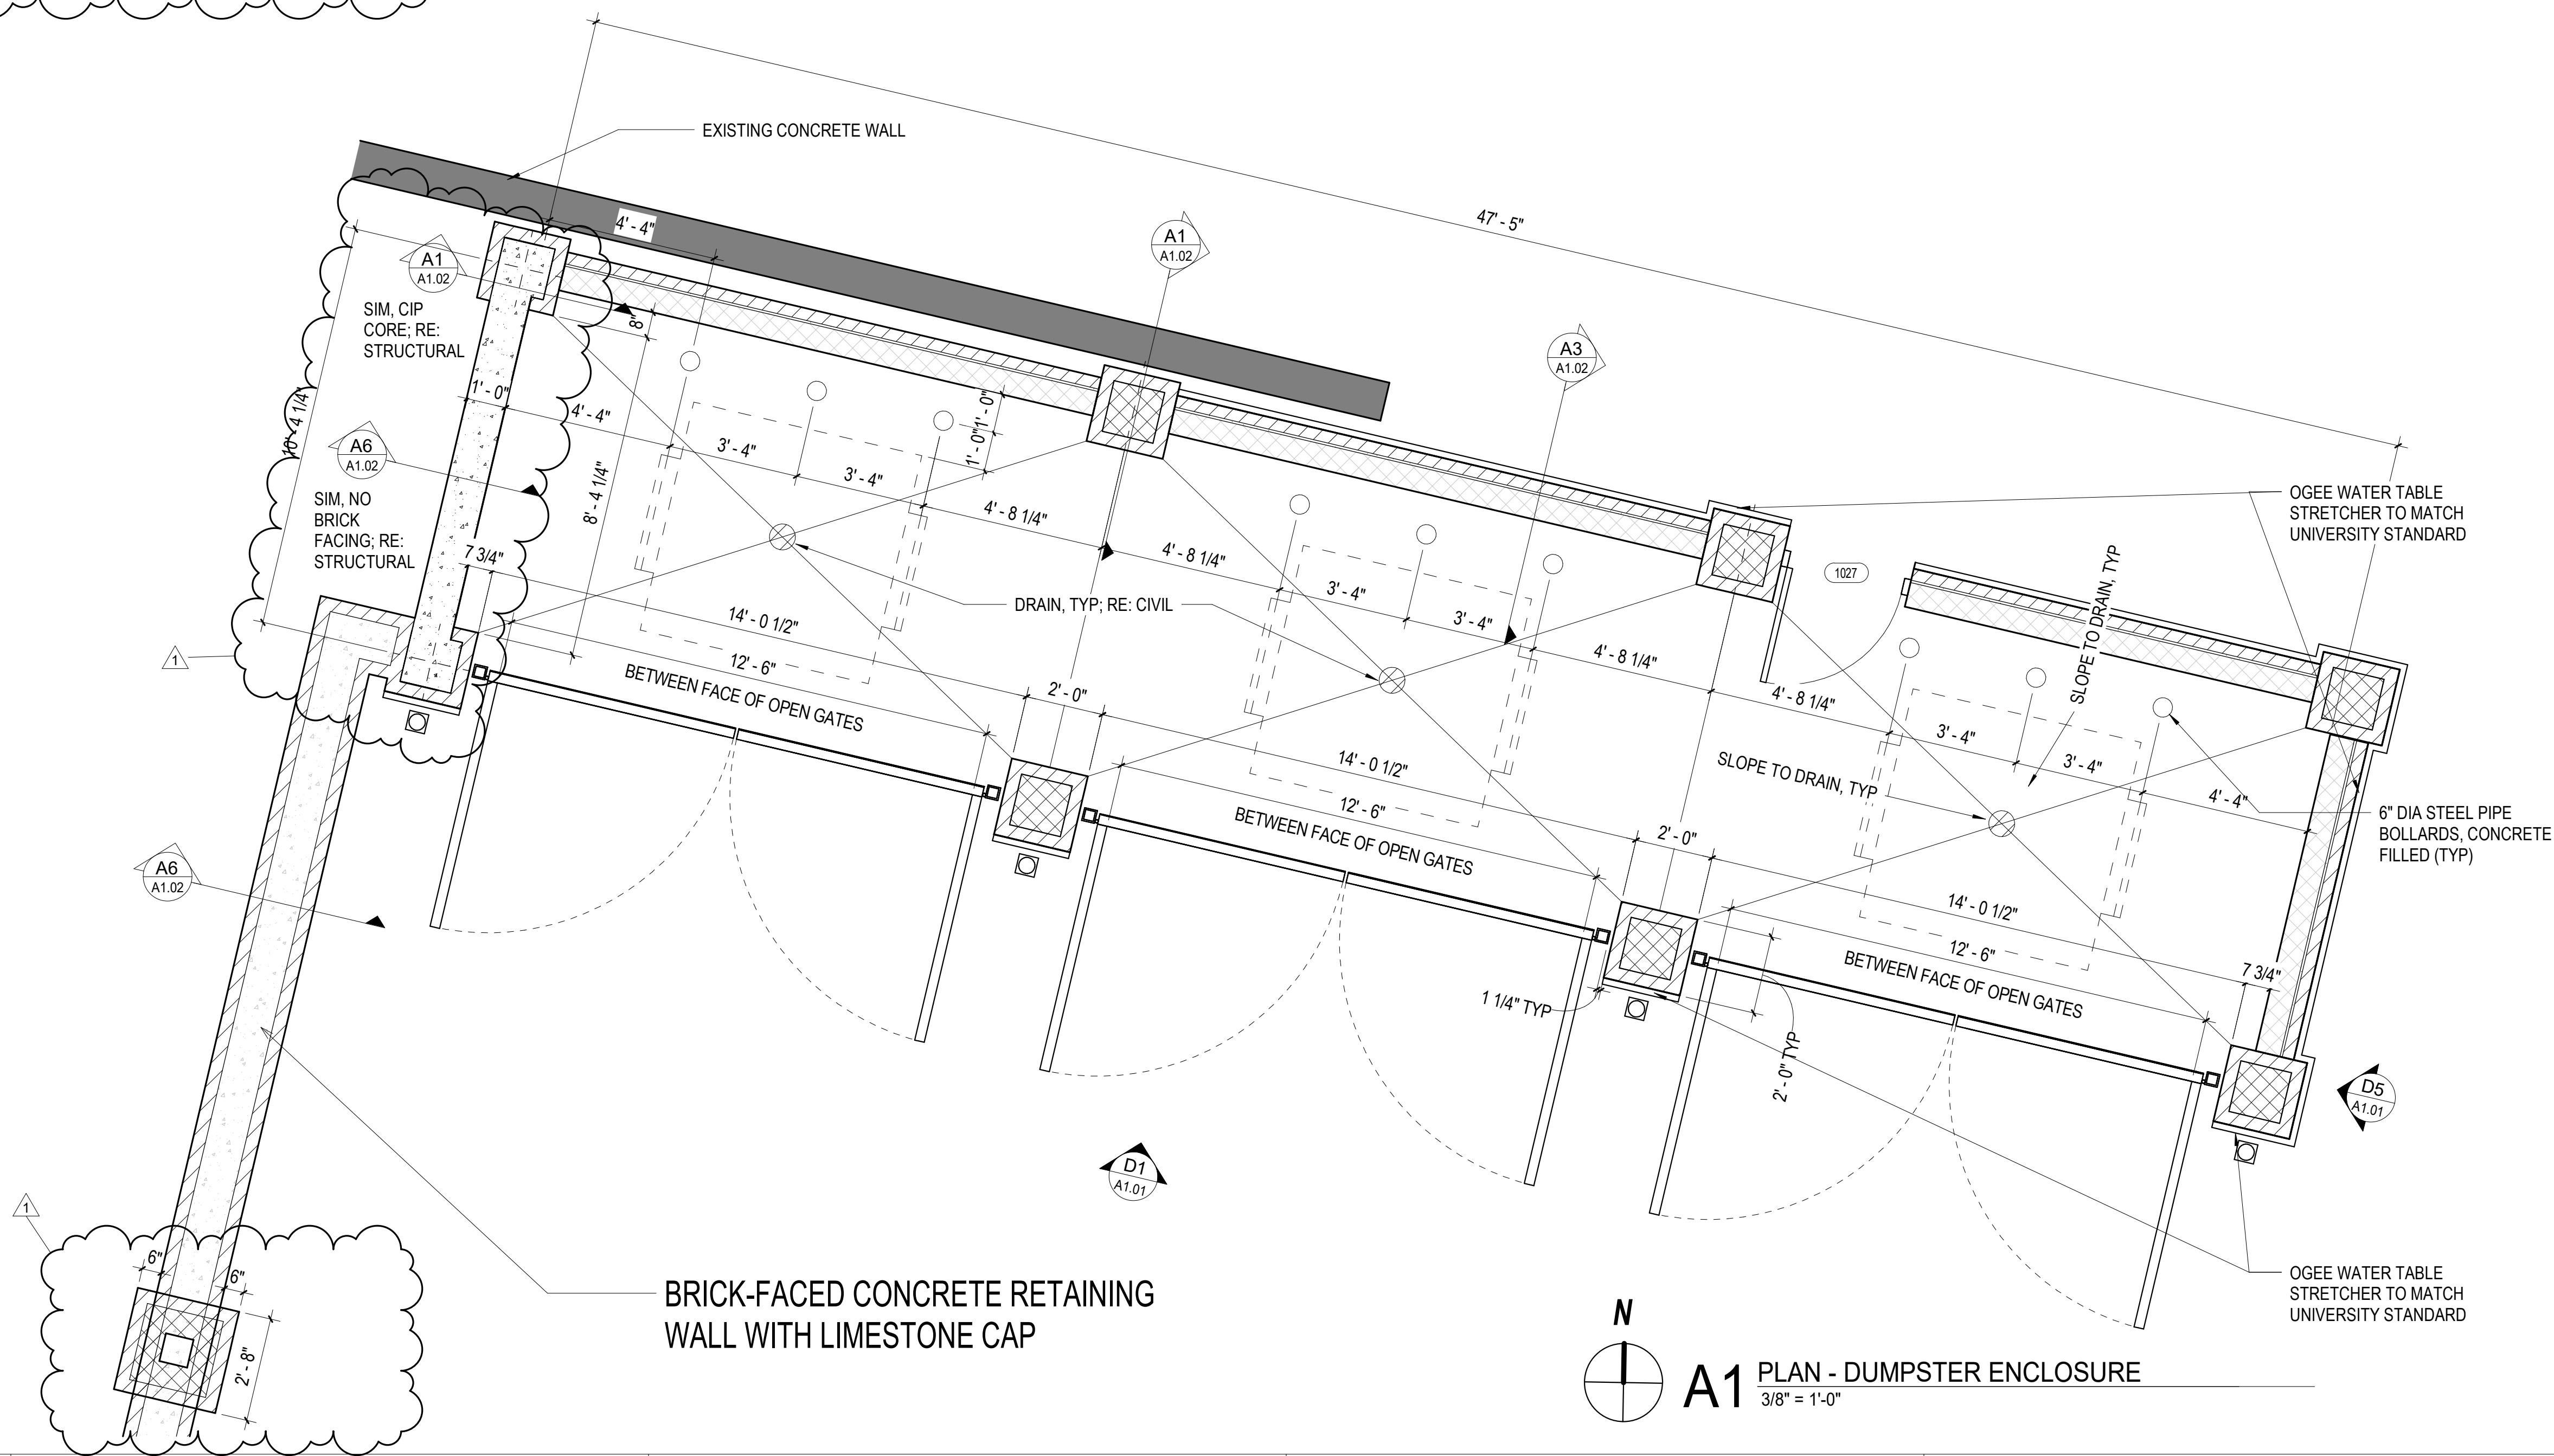 EXISTING CONCRETE WALL
47' - 5"
4' - 4"
A1
A1.02
A1
A1.02
A3
A1.02
SIM, CIP
CORE; RE:
STRUCTURAL
8"
1' - 0"
4' - 4"
3' - 4"
3' - 4"
1' - 0"
1' - 0"
4' - 8 1/4"
4' - 8 1/4"
3' - 4"
3' - 4"
4' - 8 1/4"
4' - 8 1/4"
3' - 4"
3' - 4"
4' - 4"
10' - 4 1/4"
8' - 4 1/4"
A6
A1.02
SIM, NO
BRICK
FACING; RE:
STRUCTURAL
7 3/4"
OGEE WATER TABLE
STRETCHER TO MATCH
UNIVERSITY STANDARD
1027
SLOPE TO DRAIN, TYP
DRAIN, TYP; RE: CIVIL
14' - 0 1/2"
12' - 6"
BETWEEN FACE OF OPEN GATES
2' - 0"
1
14' - 0 1/2"
12' - 6"
BETWEEN FACE OF OPEN GATES
2' - 0"
SLOPE TO DRAIN, TYP
6" DIA STEEL PIPE
BOLLARDS, CONCRETE
FILLED (TYP)
14' - 0 1/2"
12' - 6"
BETWEEN FACE OF OPEN GATES
7 3/4"
A6
A1.02
1 1/4" TYP
2' - 0" TYP
D5
A1.01
D1
A1.01
1
6"
6"
2' - 8"
BRICK-FACED CONCRETE RETAINING
WALL WITH LIMESTONE CAP
OGEE WATER TABLE
STRETCHER TO MATCH
UNIVERSITY STANDARD
N
A1
PLAN - DUMPSTER ENCLOSURE
3/8" = 1'-0"